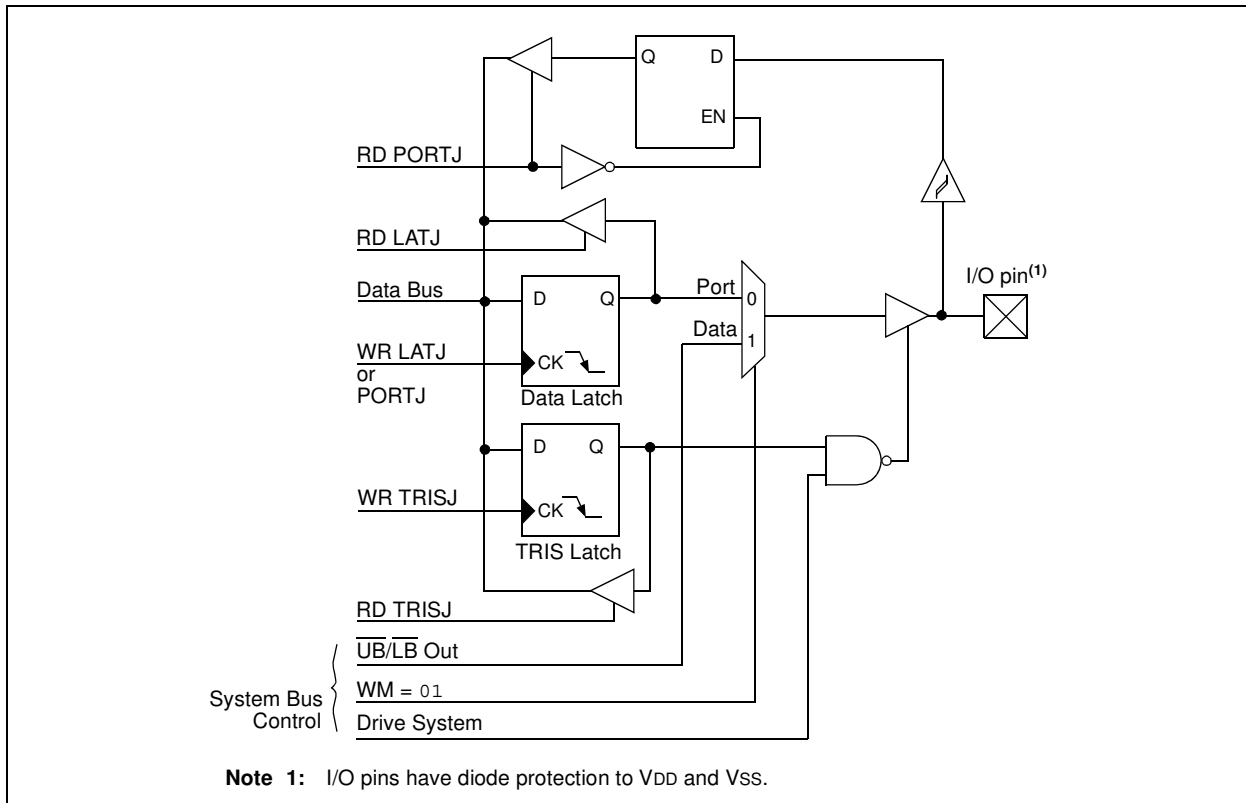 Q D
EN
RD PORTJ
RD LATJ
I/O pin(1)
Data Bus
D Q
Port
0
Data
1
WR LATJ
or
PORTJ
CK
Data Latch
D Q
WR TRISJ
CK
TRIS Latch
RD TRISJ
U̅B̅/L̅B̅ Out
WM = 01
System Bus
Control
Drive System
Note 1: I/O pins have diode protection to VDD and VSS.